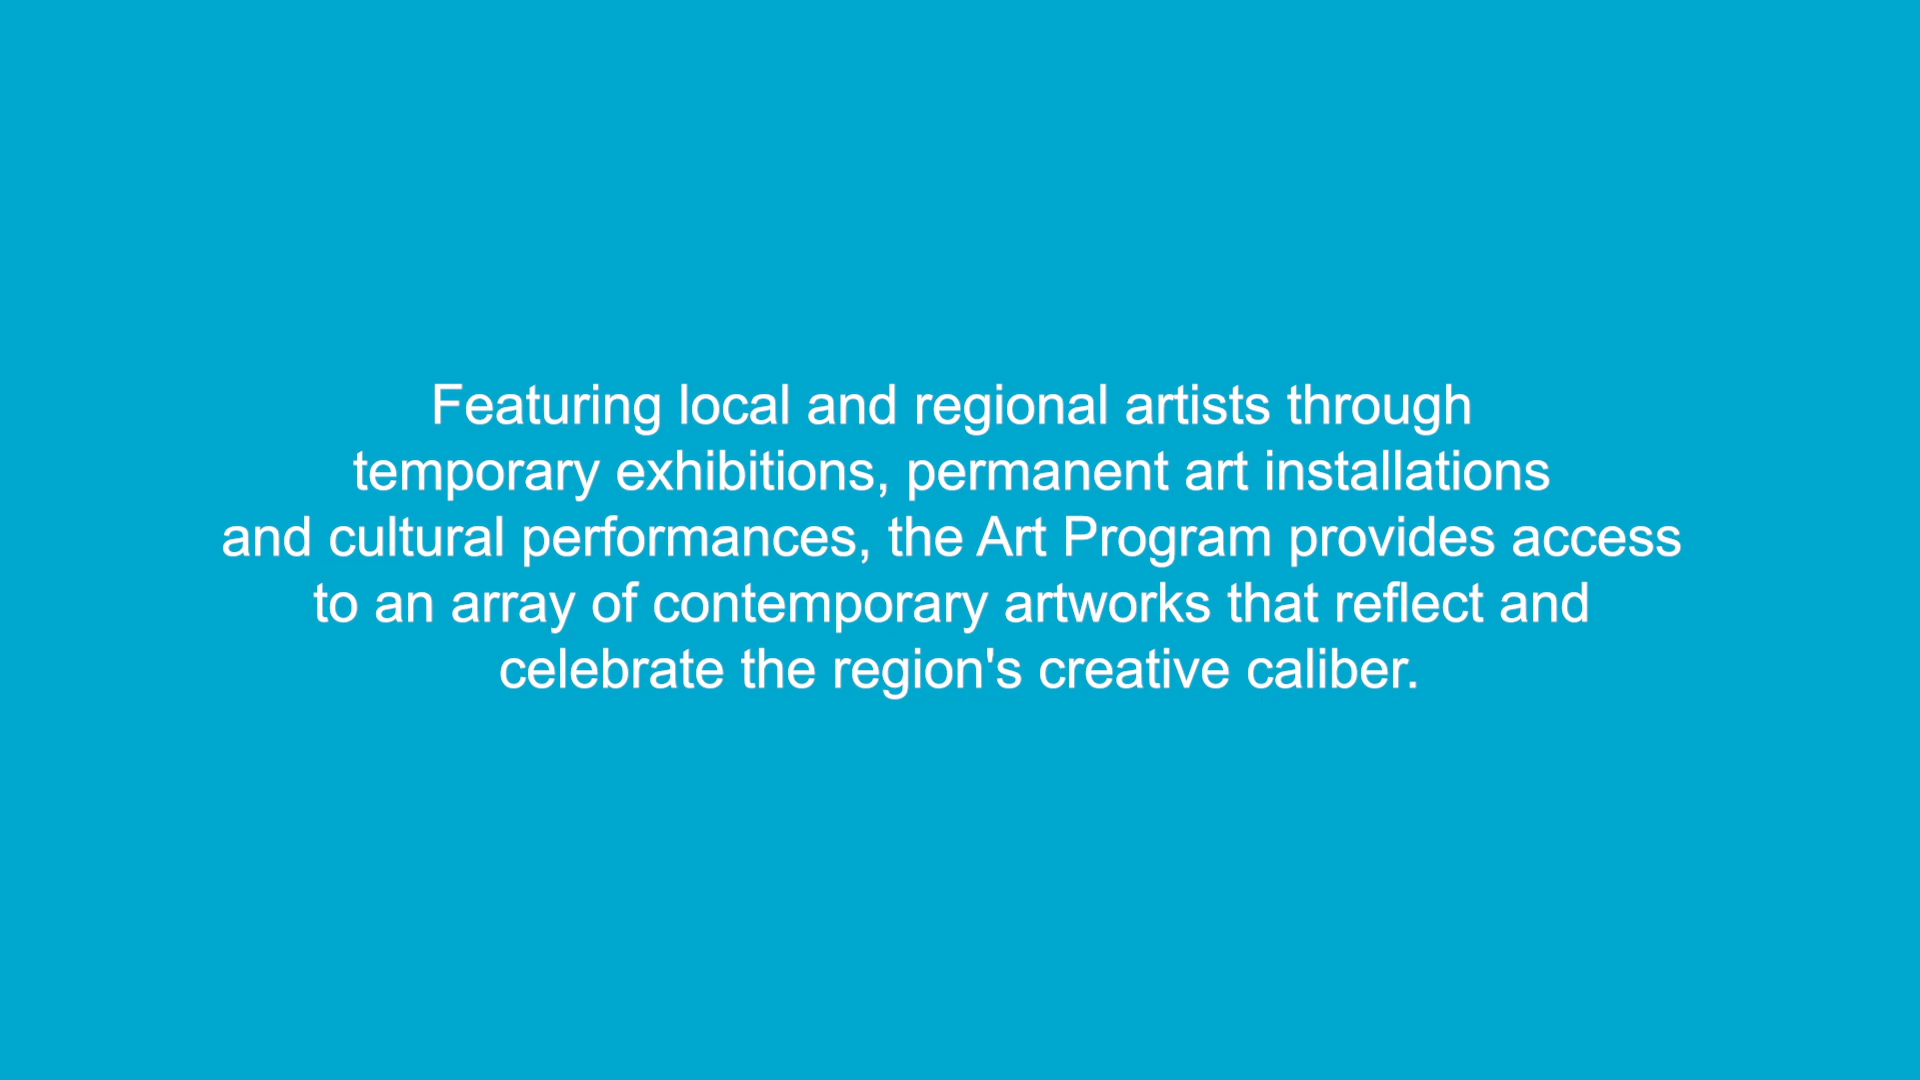 Featuring local and regional artists through
temporary exhibitions, permanent art installations
and cultural performances, the Art Program provides access
to an array of contemporary artworks that reflect and
celebrate the region's creative caliber.